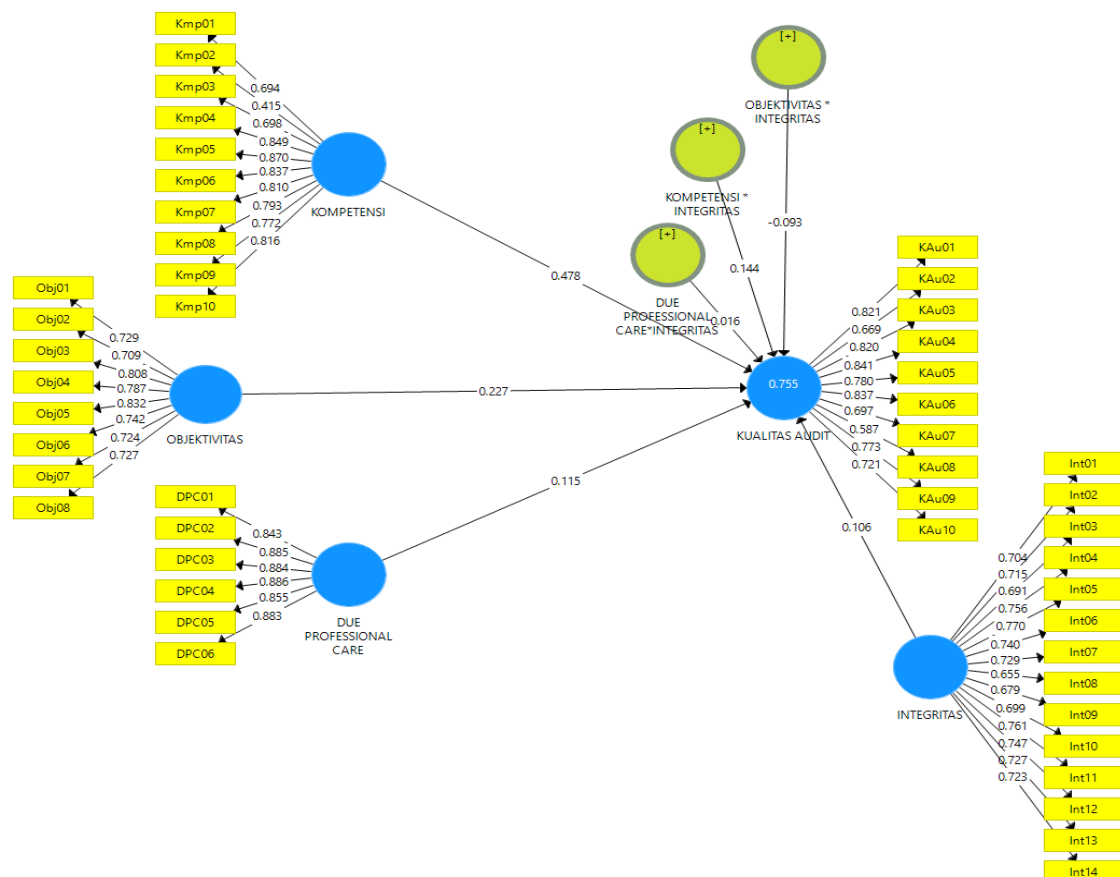 Kmp01
Kmp02
Kmp03
Kmp04
Kmp05
Kmp06
Kmp07
Kmp08
Kmp09
Kmp10
0.694
0.415
0.698
0.849
0.870
0.837
0.810
0.793
0.772
0.816
KOMPETENSI
[+]
OBJEKTIVITAS *
INTEGRITAS
[+]
KOMPETENSI *
INTEGRITAS
[+]
DUE
PROFESSIONAL
CARE*INTEGRITAS
-0.093
0.144
0.016
0.478
Obj01
Obj02
Obj03
Obj04
Obj05
Obj06
Obj07
Obj08
0.729
0.709
0.808
0.787
0.832
0.742
0.724
0.727
OBJEKTIVITAS
0.227
0.755
KUALITAS AUDIT
0.821
0.669
0.820
0.841
0.780
0.837
0.697
0.587
0.773
0.721
KAu01
KAu02
KAu03
KAu04
KAu05
KAu06
KAu07
KAu08
KAu09
KAu10
DPC01
DPC02
DPC03
DPC04
DPC05
DPC06
0.843
0.885
0.884
0.886
0.855
0.883
DUE
PROFESSIONAL
CARE
0.115
0.106
INTEGRITAS
0.704
0.715
0.691
0.756
0.770
0.740
0.729
0.655
0.679
0.699
0.761
0.747
0.727
0.723
Int01
Int02
Int03
Int04
Int05
Int06
Int07
Int08
Int09
Int10
Int11
Int12
Int13
Int14